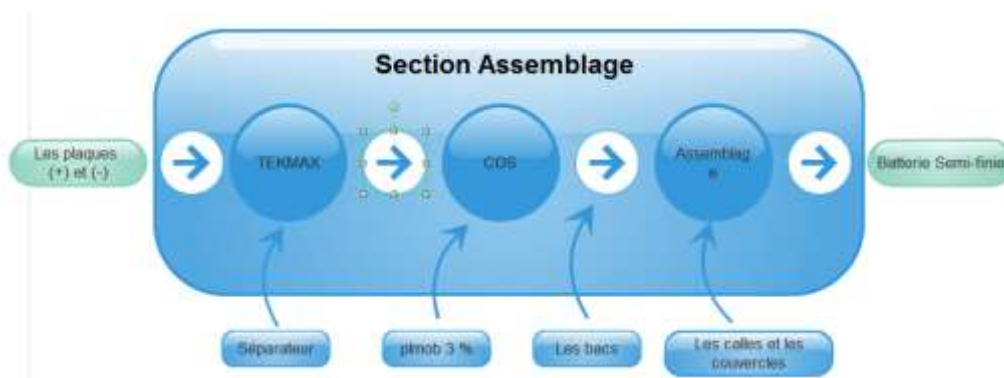 Section Assemblage
Les plaques
(+) et (-)
TEKMAX
COS
Assemblag
e
Batterie Semi-finie
Séparateur
plmob 3 %
Les bacs
Les calles et les
couvercles